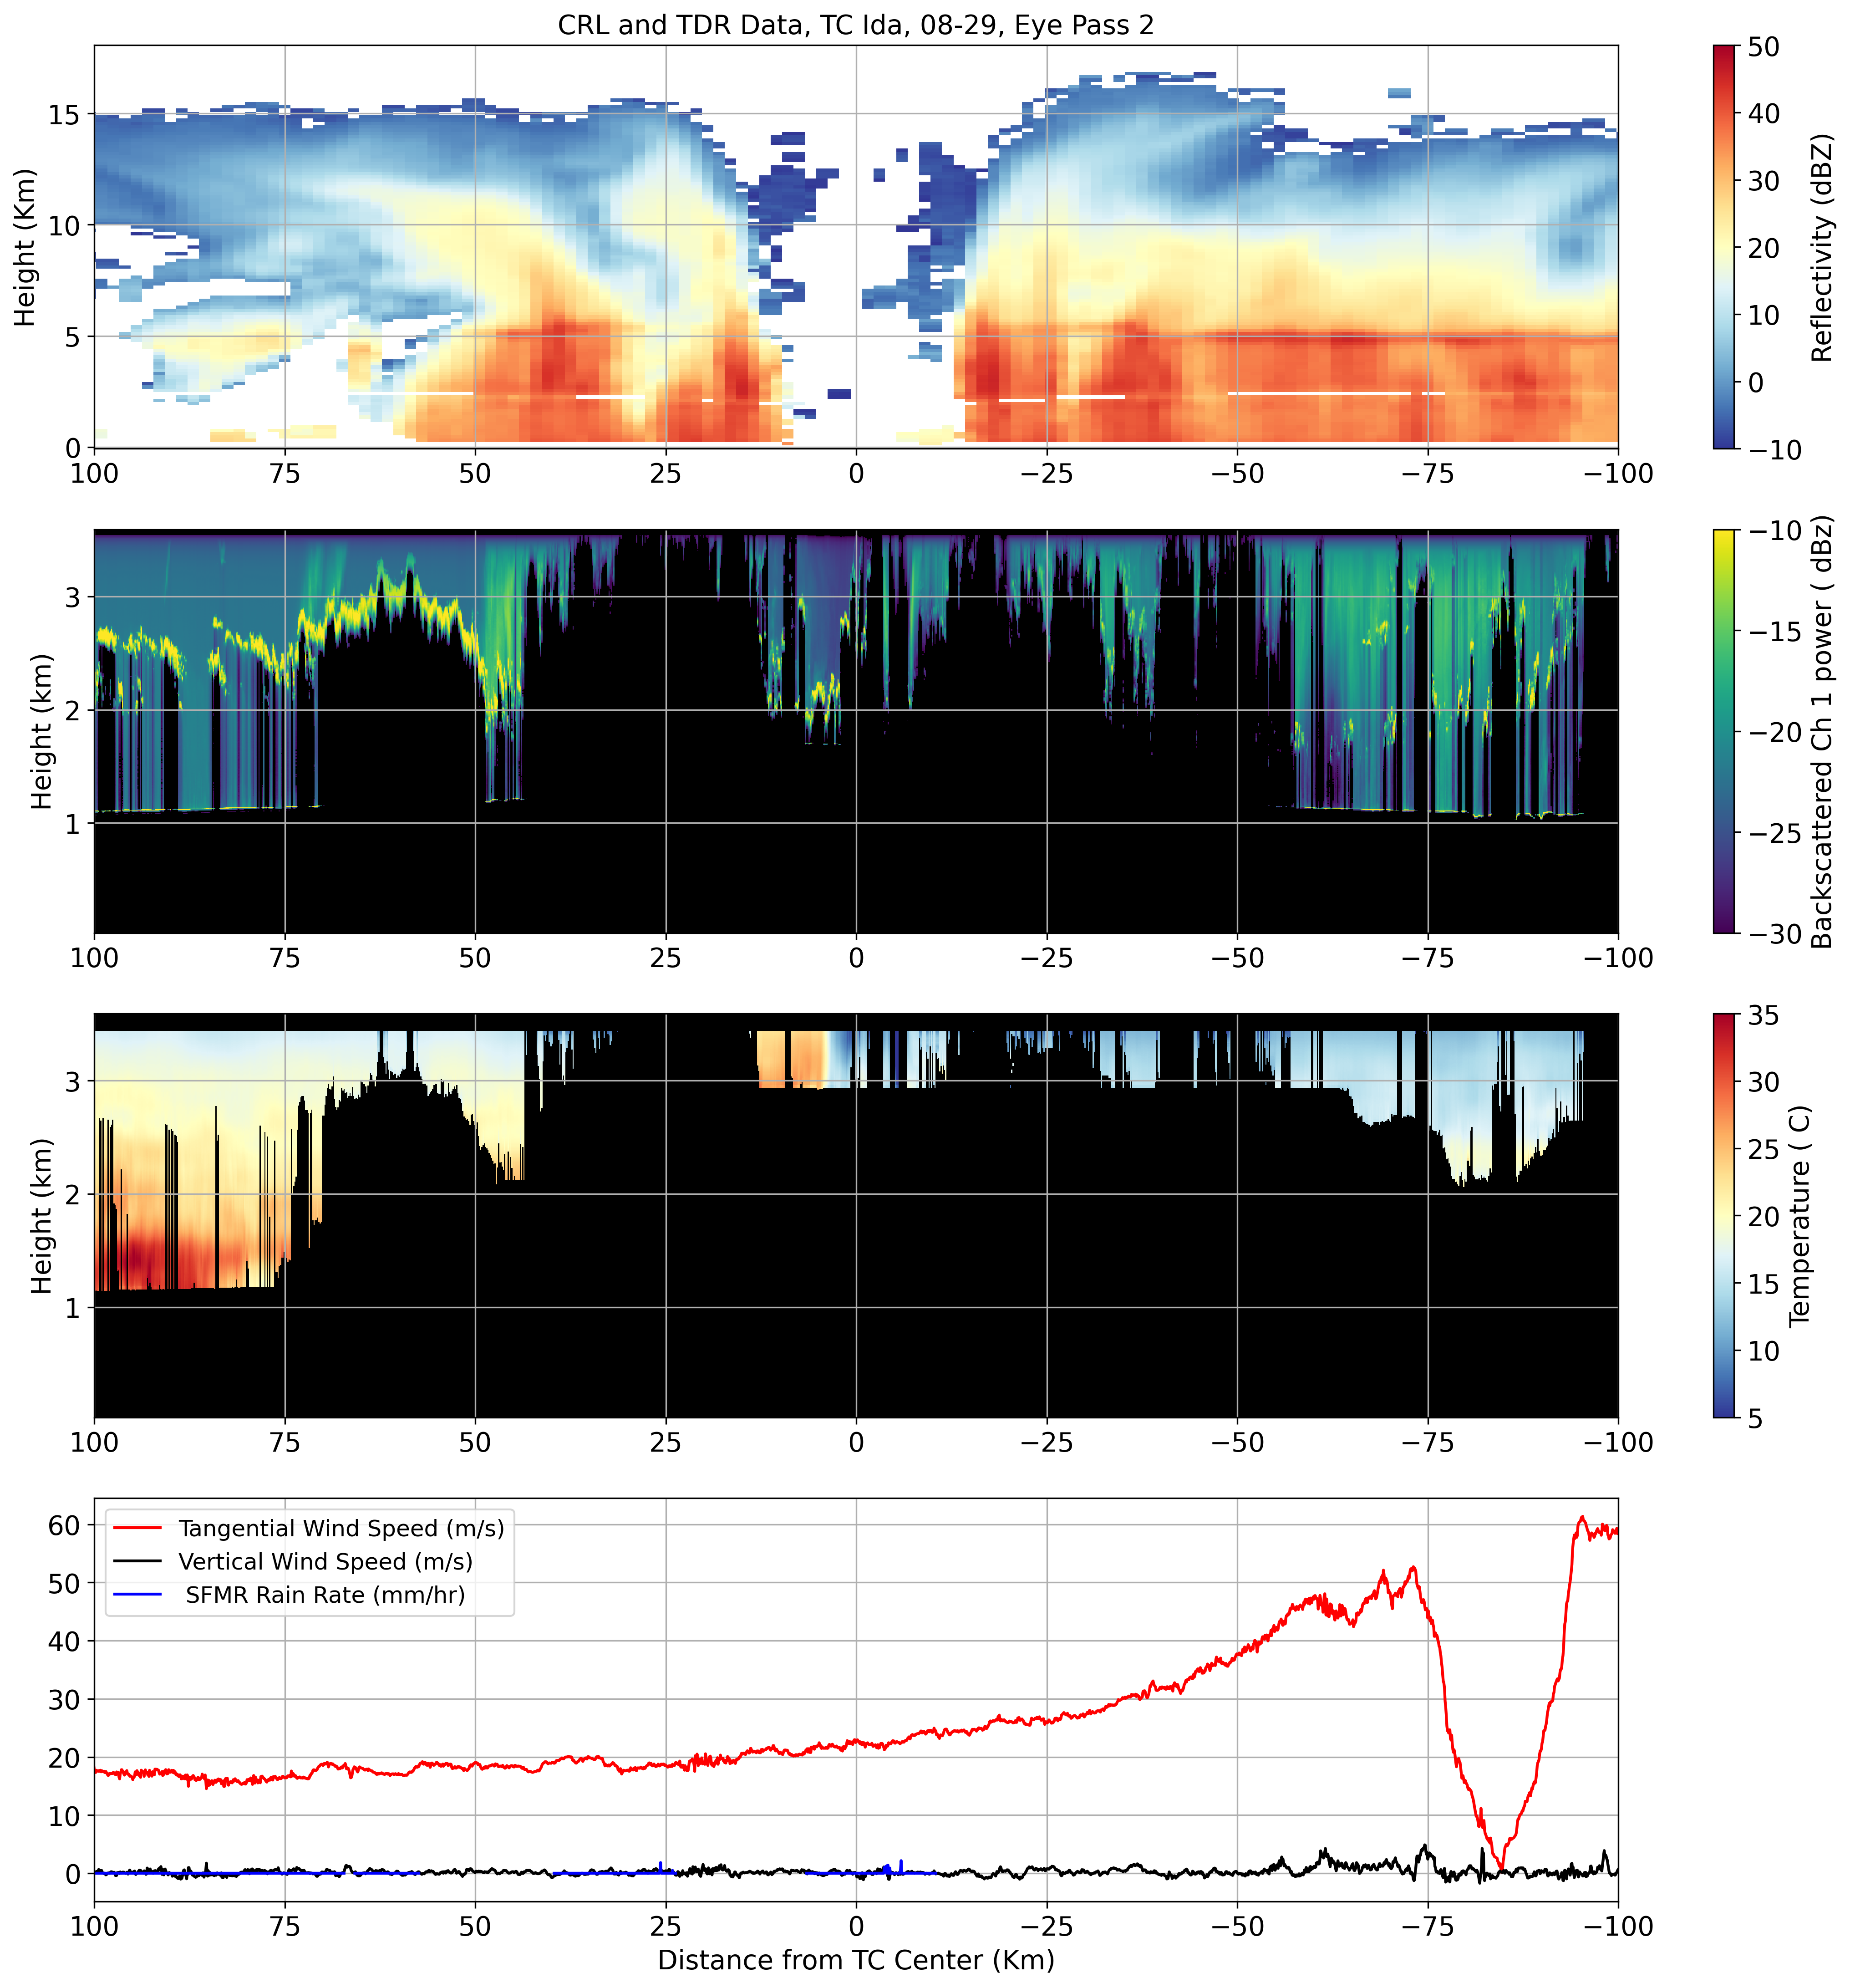 CRL and TDR Data, TC Ida, 08-29, Eye Pass 2
Height (Km)
15
10
5
0
100 75 50 25 0 −25 −50 −75 −100
50
40
30
20
10
0
−10
Reflectivity (dBZ)
Height (km)
3
2
1
100 75 50 25 0 −25 −50 −75 −100
−10
−15
−20
−25
−30
Backscattered Ch 1 power ( dBz)
Height (km)
3
2
1
100 75 50 25 0 −25 −50 −75 −100
35
30
25
20
15
10
5
Temperature ( C)
60
50
40
30
20
10
0
Tangential Wind Speed (m/s)
Vertical Wind Speed (m/s)
SFMR Rain Rate (mm/hr)
100 75 50 25 0 −25 −50 −75 −100
Distance from TC Center (Km)